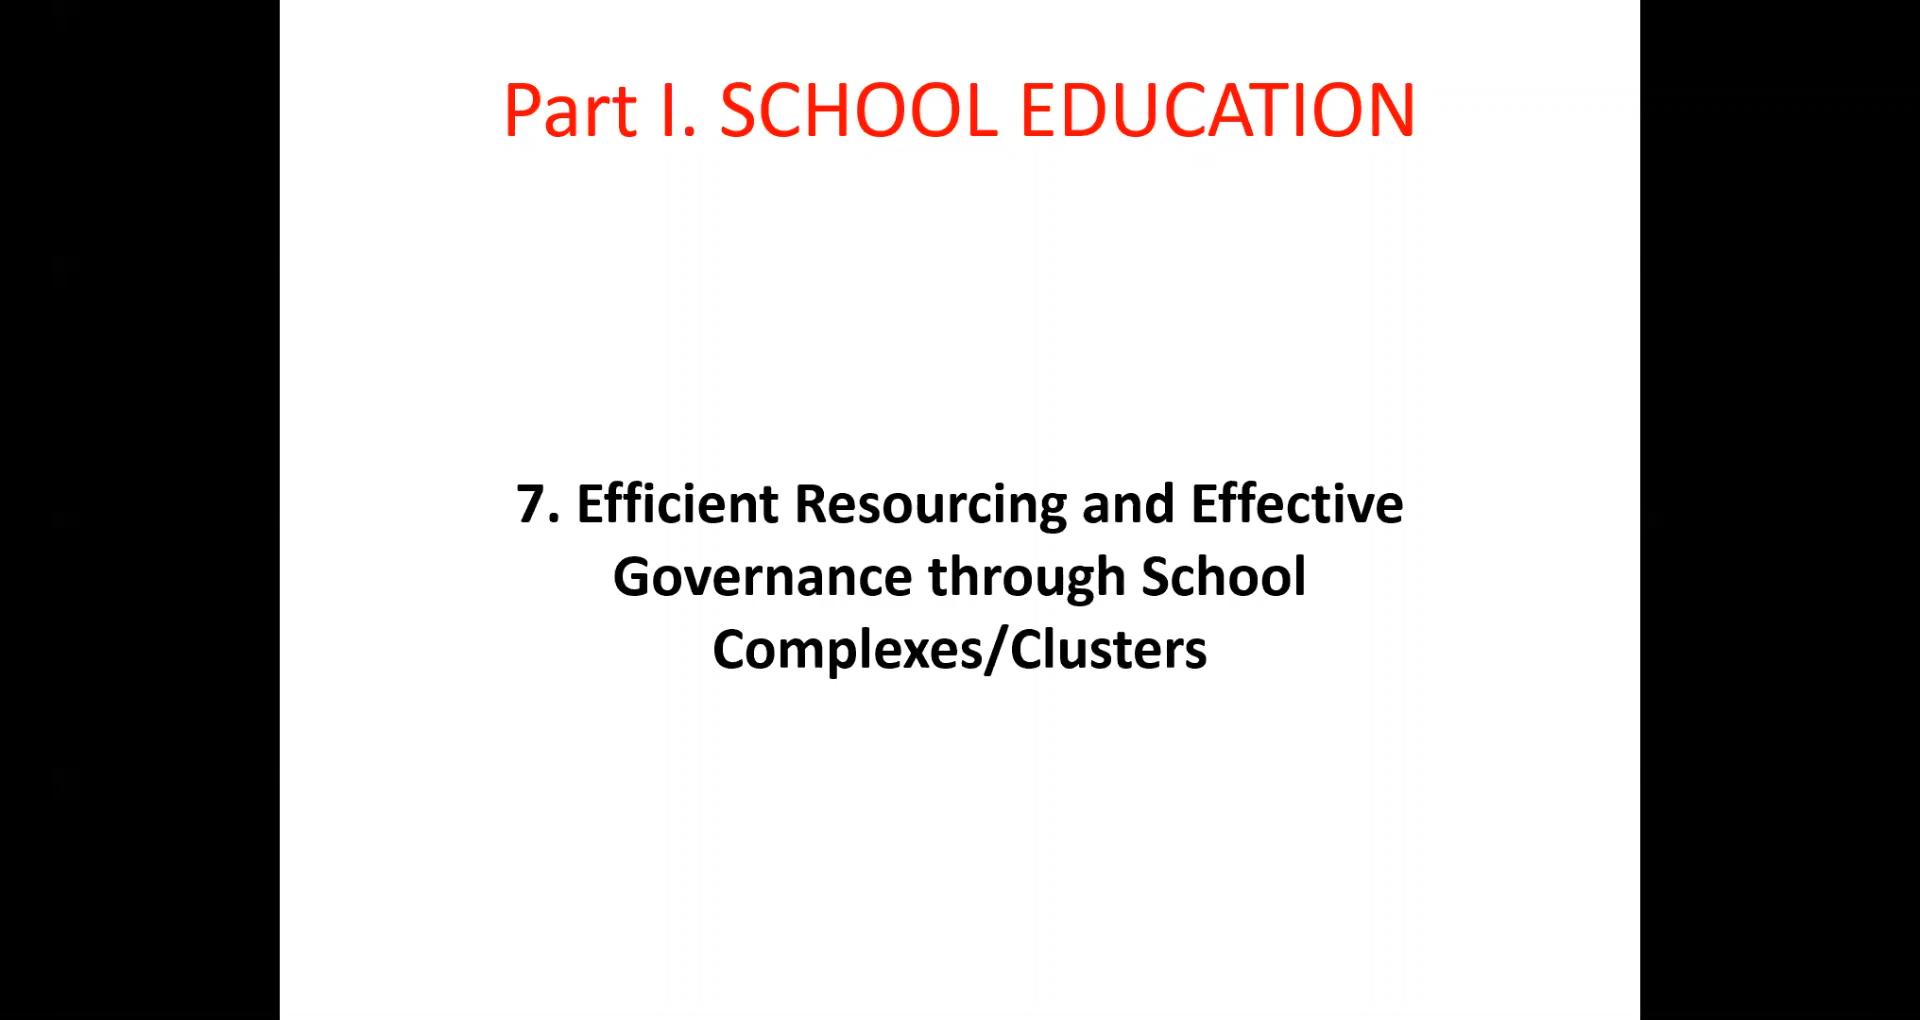 Part I. SCHOOL EDUCATION
7. Efficient Resourcing and Effective
Governance through School
Complexes/Clusters